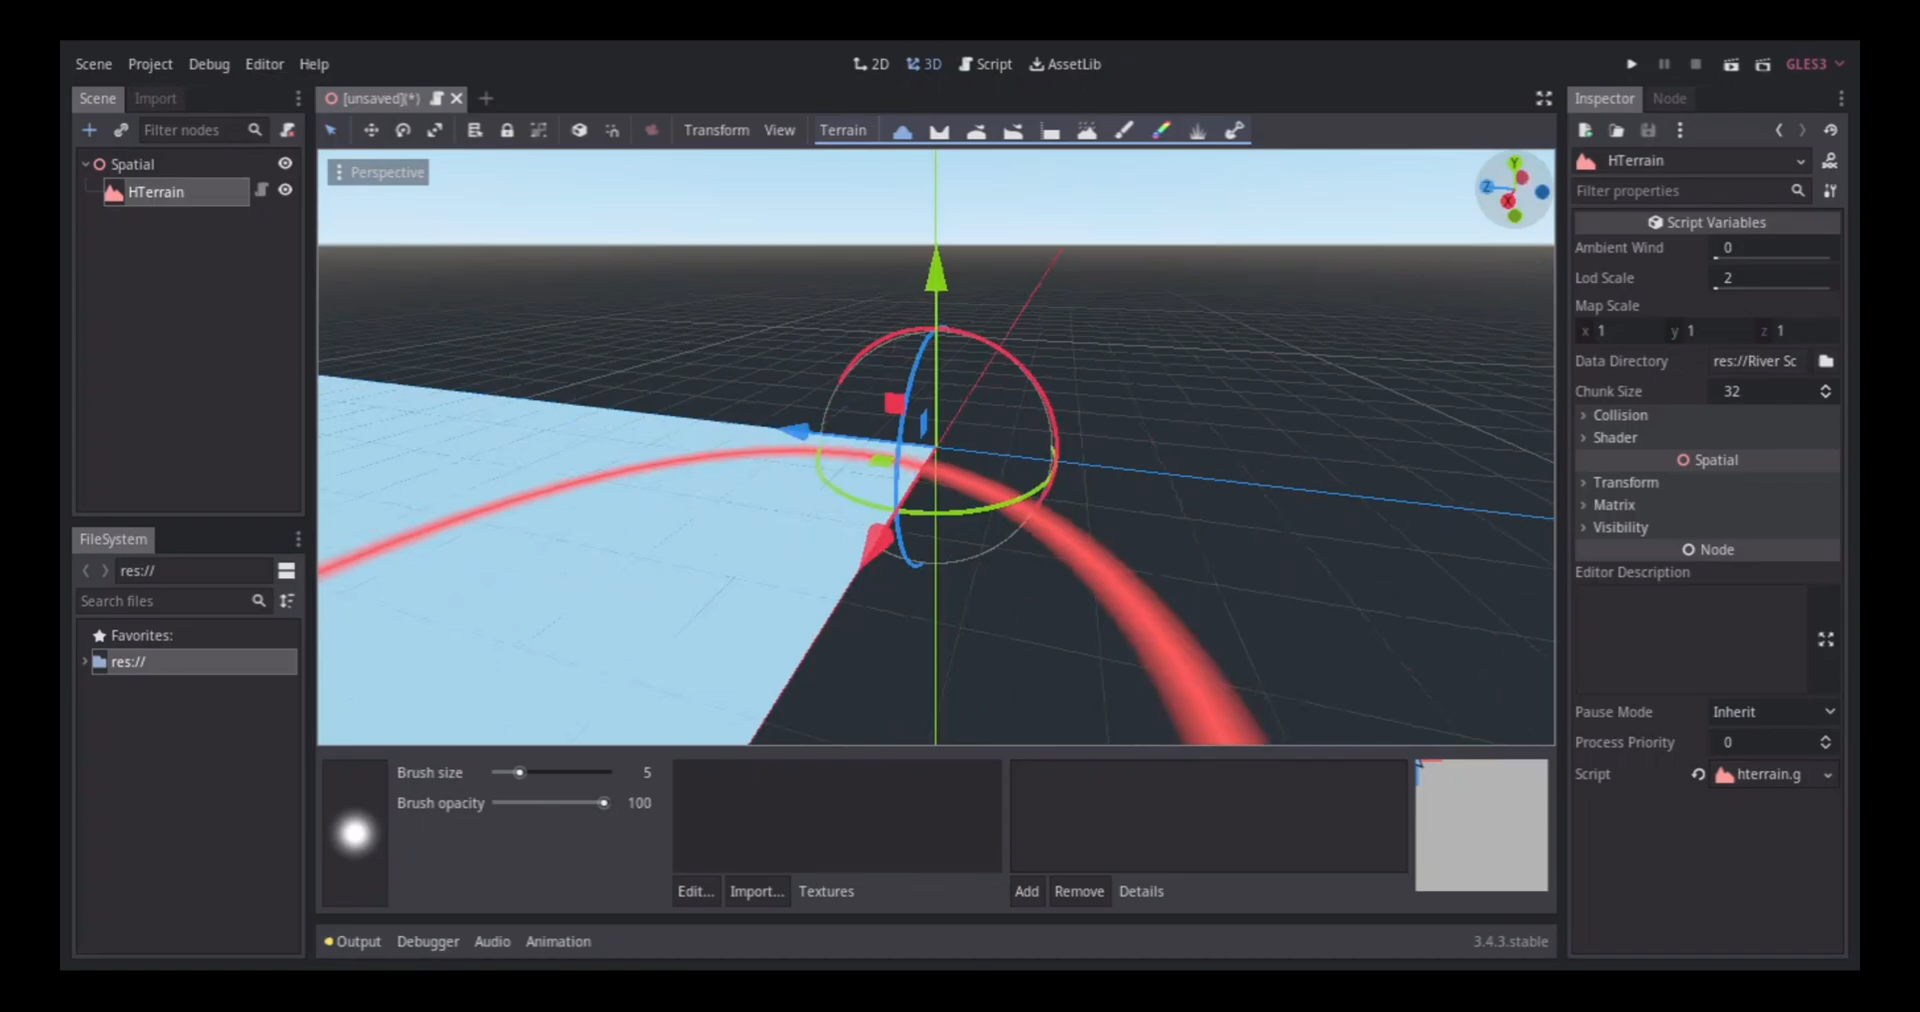 Scene Project Debug Editor Help
2D 3D Script AssetLib
GLES3
Scene Import
[unsaved](*)
Inspector Node
Filter nodes
Transform View Terrain
Spatial
HTerrain
Perspective
Y
Z
X
HTerrain
Filter properties
Script Variables
Ambient Wind 0
Lod Scale 2
Map Scale
x 1 y 1 z 1
Data Directory res://River Sc
Chunk Size 32
Collision
Shader
Spatial
Transform
Matrix
Visibility
Node
Editor Description
Pause Mode Inherit
Process Priority 0
Script hterrain.g
FileSystem
res://
Search files
Favorites:
res://
Brush size 5
Brush opacity 100
Edit... Import... Textures
Add Remove Details
Output Debugger Audio Animation
3.4.3.stable